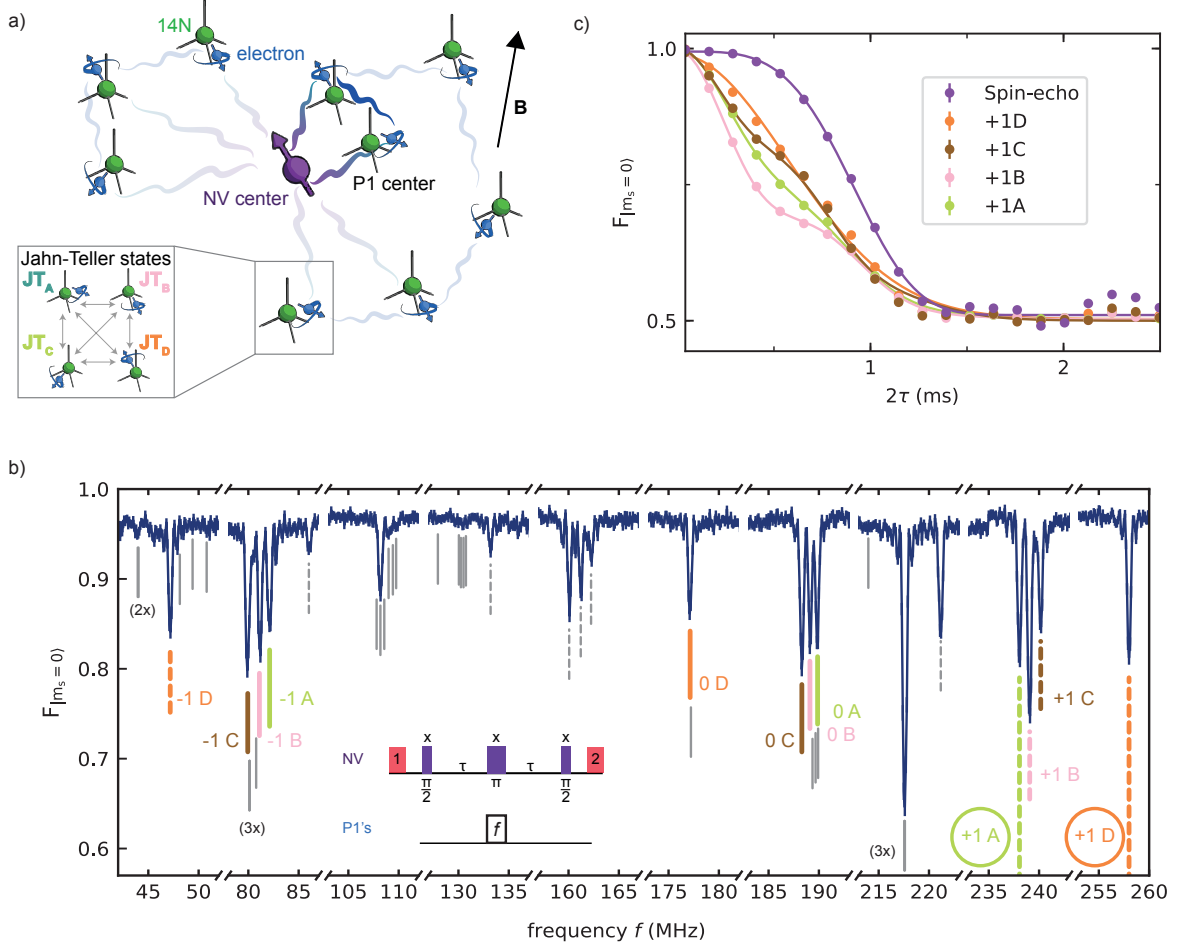 a)
14N
electron
B
NV center
P1 center
Jahn-Teller states
JT_A
JT_B
JT_C
JT_D
c)
1.0
0.5
F|ms = 0⟩
1
2
2τ (ms)
Spin-echo
+1D
+1C
+1B
+1A
b)
F|ms = 0⟩
1.0
0.9
0.8
0.7
0.6
(2x)
-1 D
-1 C
-1 B
-1 A
(3x)
0 D
0 C
0 A
0 B
(3x)
+1 C
+1 B
+1 A
+1 D
NV
1
x
x
x
2
τ
τ
π/2
π
π/2
P1's
f
45 50 80 85 105 110 130 135 160 165 175 180 185 190 215 220 235 240 255 260
frequency f (MHz)